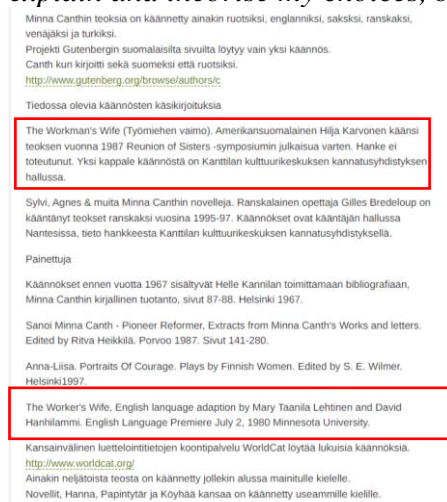 Minna Canthin teoksia on käännetty ainakin ruotsiksi, englanniksi, saksksi, ranskaksi,
venäjäksi ja turkiksi.
Projekti Gutenbergin suomalaisilta sivuilta löytyy vain yksi käännös.
Canth kun kirjoitti sekä suomeksi että ruotsiksi.
http://www.gutenberg.org/browse/authors/c
Tiedossa olevia käännösten käsikirjoituksia
The Workman's Wife (Työmiehen vaimo). Amerikansuomalainen Hilja Karvonen käänsi
teoksen vuonna 1987 Reunion of Sisters -symposiumin julkaisua varten. Hanke ei
toteutunut. Yksi kappale käännöstä on Kanttilan kulttuurikeskuksen kannatusyhdistyksen
hallussa.
Sylvi, Agnes & muita Minna Canthin novelleja. Ranskalainen opettaja Gilles Bredeloup on
kääntänyt teokset ranskaksi vuosina 1995-97. Käännökset ovat kääntäjän hallussa
Nantesissa, tieto hankkeesta Kanttilan kulttuurikeskuksen kannatusyhdistyksellä.
Painettuja
Käännökset ennen vuotta 1967 sisältyvät Helle Kannilan toimittamaan bibliografiaan,
Minna Canthin kirjallinen tuotanto, sivut 87-88. Helsinki 1967.
Sanoi Minna Canth - Pioneer Reformer, Extracts from Minna Canth's Works and letters.
Edited by Ritva Heikkilä. Porvoo 1987. Sivut 141-280.
Anna-Liisa. Portraits Of Courage. Plays by Finnish Women. Edited by S. E. Wilmer.
Helsinki1997.
The Worker's Wife, English lanquage adaption by Mary Taanila Lehtinen and David
Hanhilammi. English Language Premiere July 2, 1980 Minnesota University.
Kansainvälinen luettelointitietojen koontipalvelu WorldCat löytää lukuisia käännöksiä.
http://www.worldcat.org/
Ainakin neljätoista teosta on käännetty jollekin alussa mainitulle kielelle.
Novellit, Hanna, Papintytär ja Köyhää kansaa on käännetty useammille kielille.